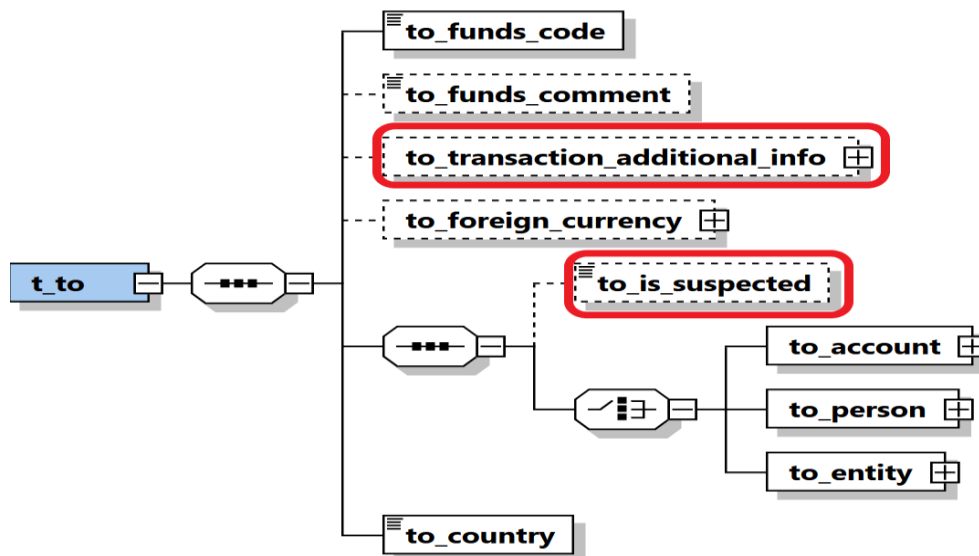 to_funds_code
to_funds_comment
to_transaction_additional_info
to_foreign_currency
to_is_suspected
t_to
to_account
to_person
to_entity
to_country